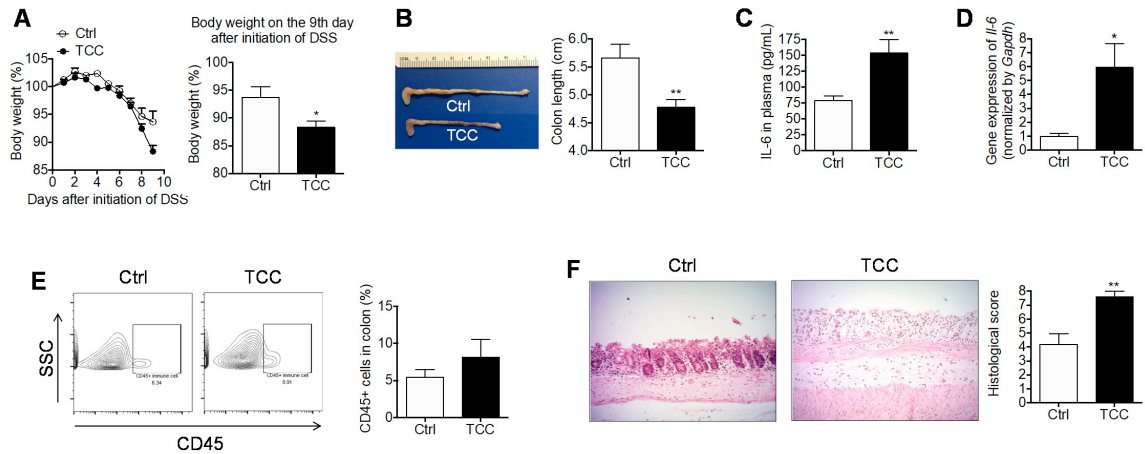 A
Ctrl
TCC
Body weight (%)
105
100
95
90
85
0 2 4 6 8 10
Days after initiation of DSS
Body weight on the 9th day
after initiation of DSS
Body weight (%)
100
95
90
85
80
*
Ctrl TCC
B
Ctrl
TCC
Colon length (cm)
6.0
5.5
5.0
4.5
4.0
**
Ctrl TCC
C
IL-6 in plasma (pg/mL)
175
150
125
175
100
75
50
25
0
**
Ctrl TCC
D
Gene expression of Il-6
(normalized by Gapdh)
10
8
6
4
2
0
*
Ctrl TCC
E
Ctrl TCC
SSC
CD45+ immune cell
6.34
CD45+ immune cell
8.91
CD45
CD45+ cells in colon (%)
15
10
5
0
Ctrl TCC
F
Ctrl TCC
Histological score
8
7
6
5
4
3
2
1
0
**
Ctrl TCC